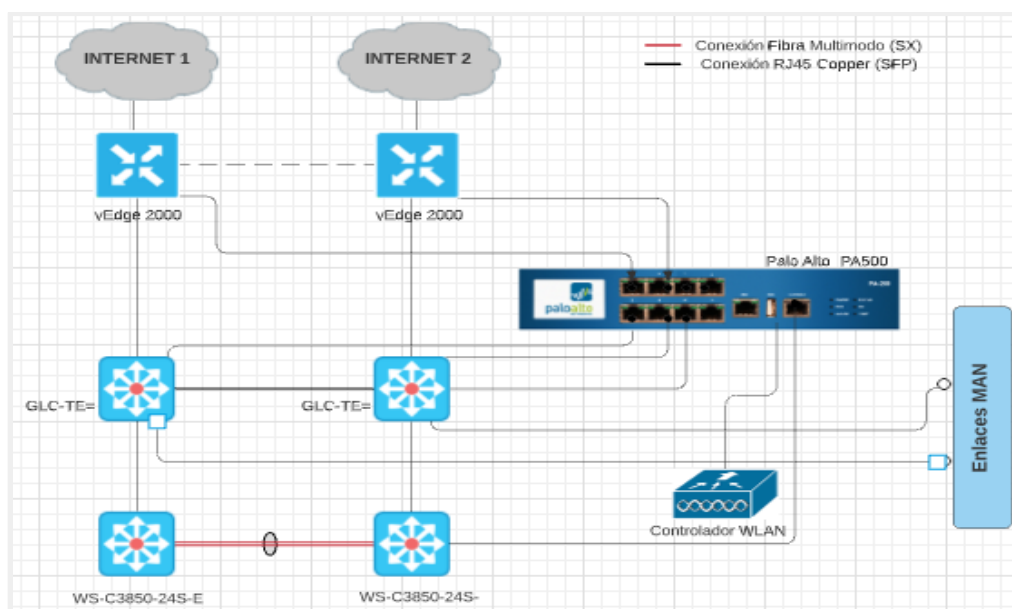 INTERNET 1
INTERNET 2
Conexión Fibra Multimodo (SX)
Conexión RJ45 Copper (SFP)
vEdge 2000
vEdge 2000
Palo Alto PA500
paloalto
GLC-TE=
GLC-TE=
Enlaces MAN
Controlador WLAN
WS-C3850-24S-E
WS-C3850-24S-